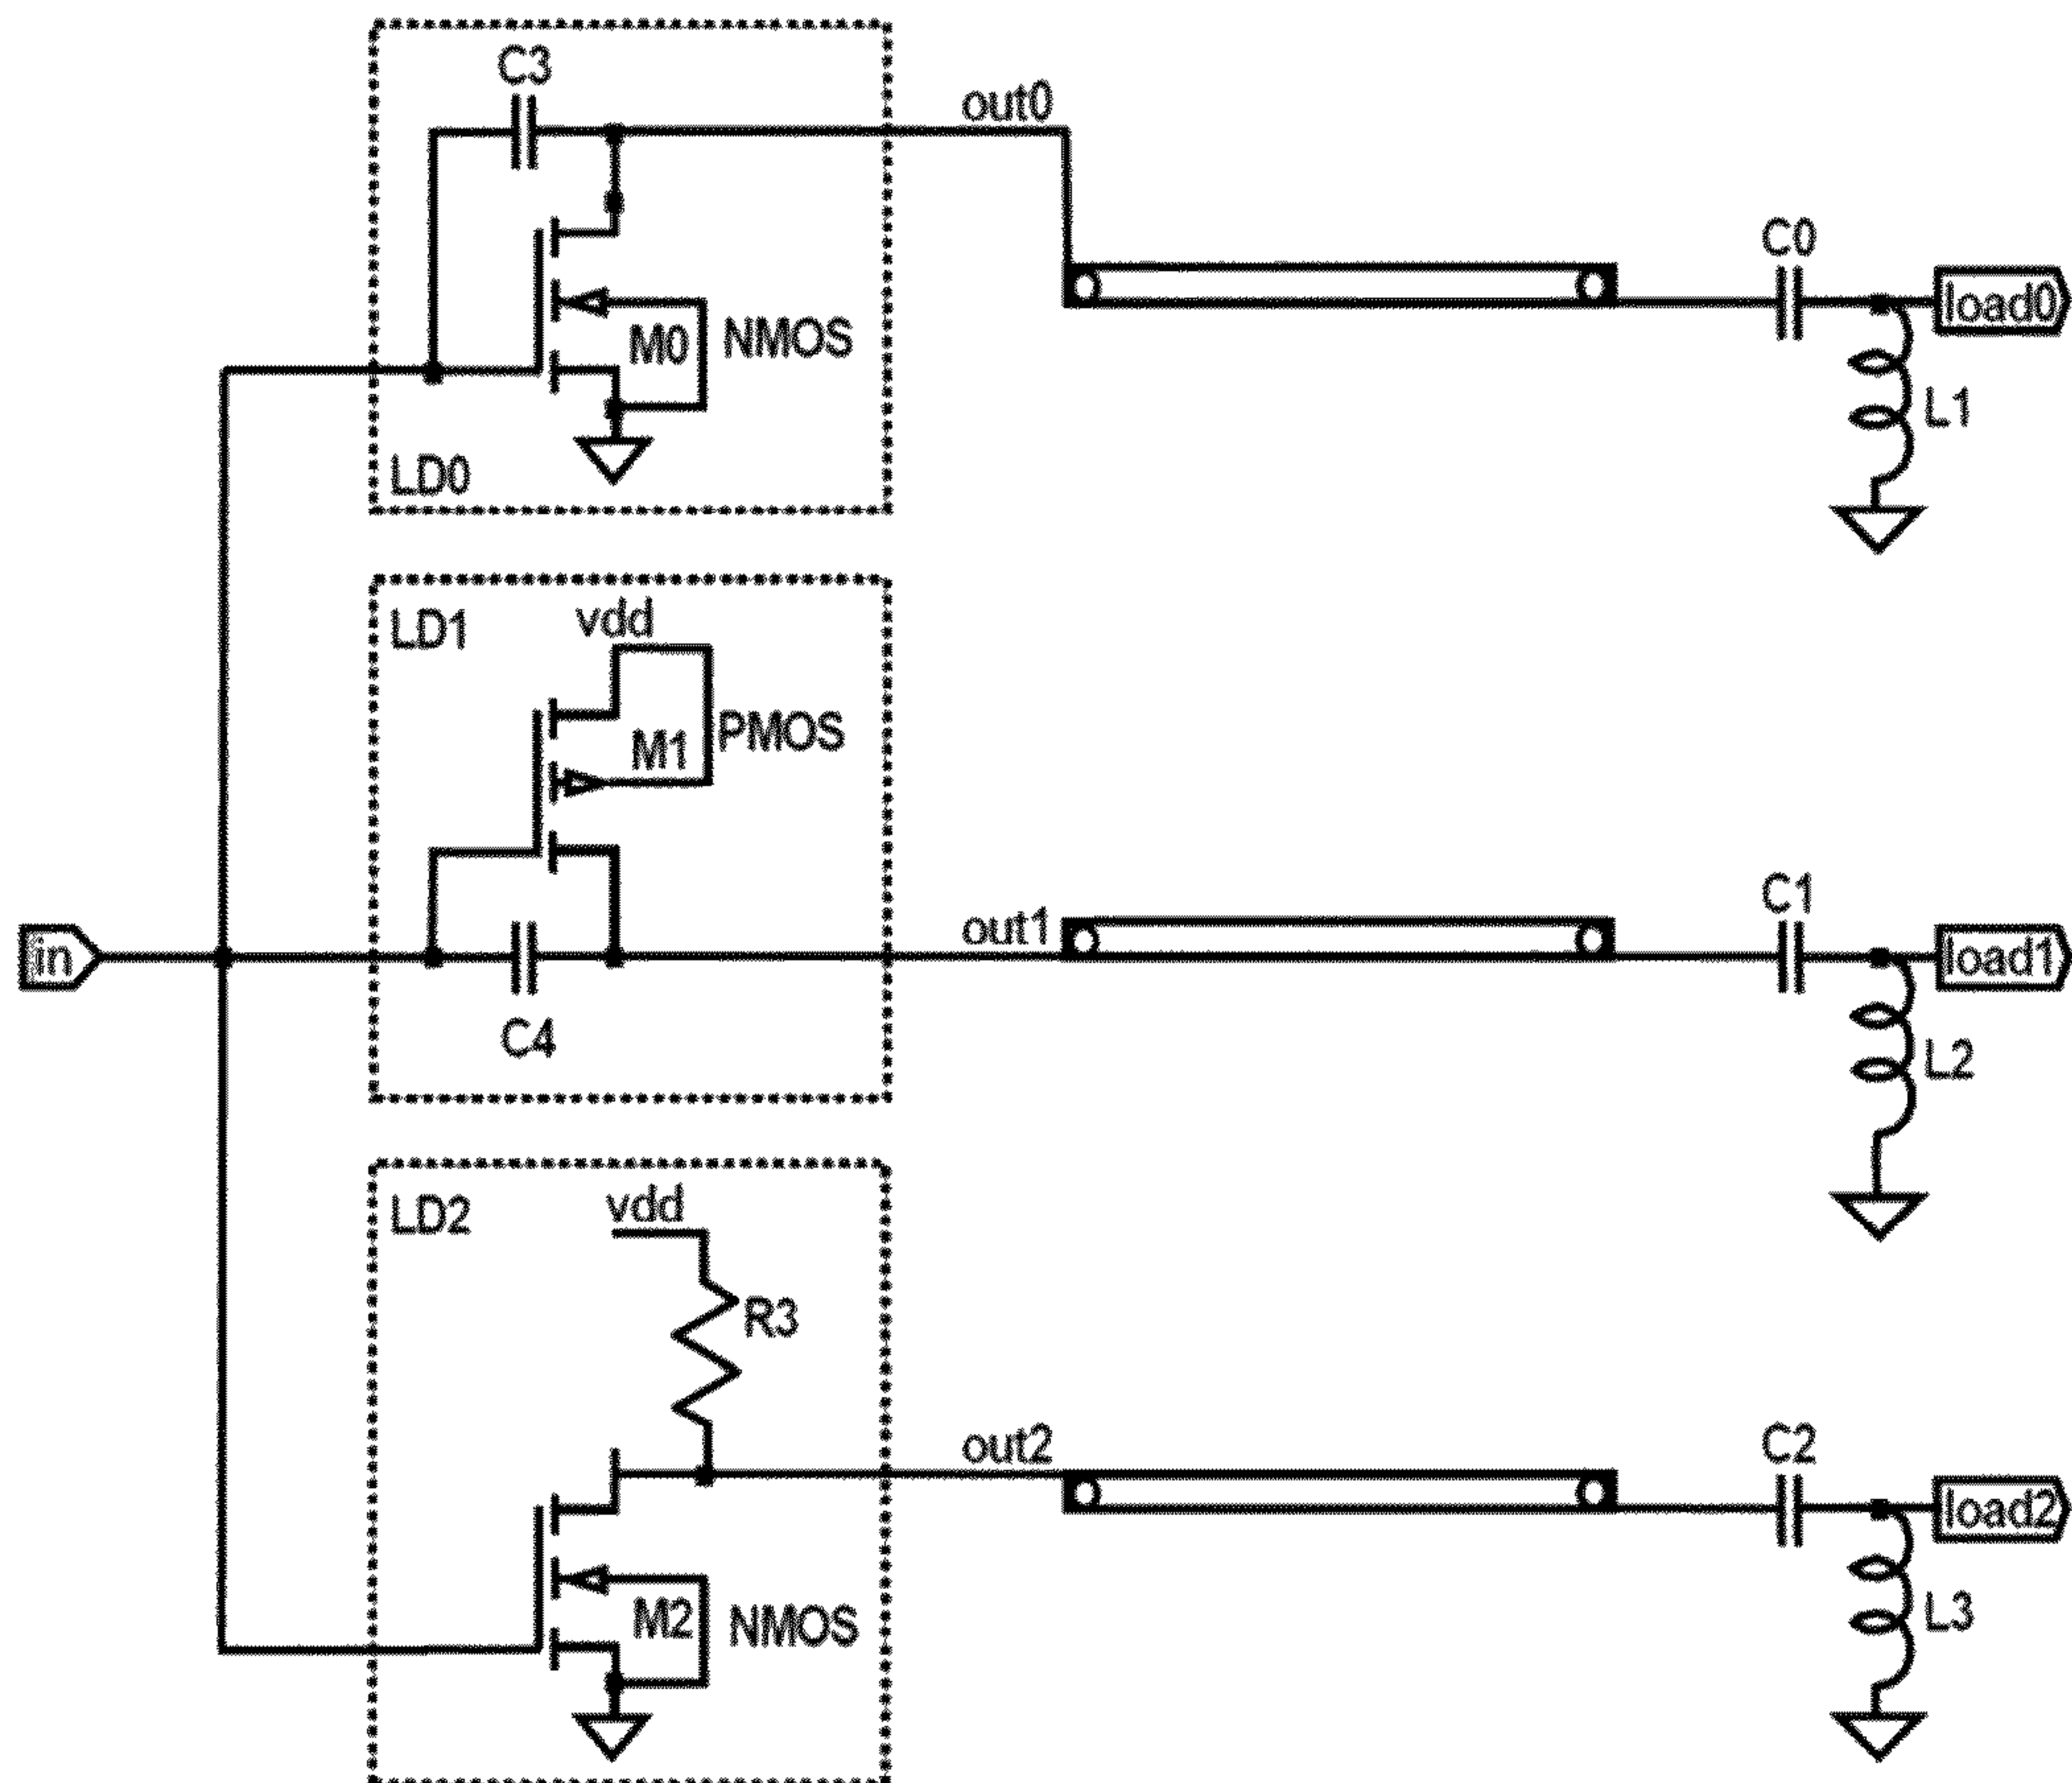 C3
out0
C0
load0
M0 NMOS
L1
LD0
LD1
vdd
M1
PMOS
in
out1
C1
load1
C4
L2
LD2
vdd
R3
out2
C2
load2
M2 NMOS
L3